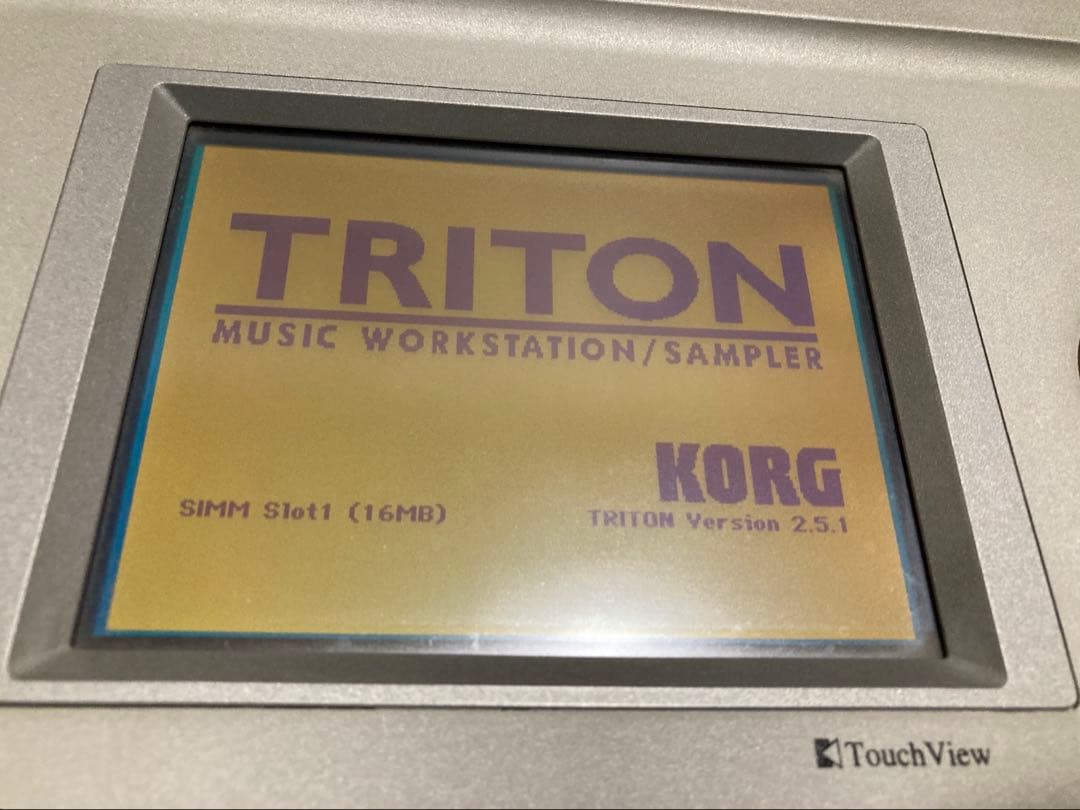 TRITON
MUSIC WORKSTATION/SAMPLER
KORG
SIMM Slot1 (16MB)
TRITON Version 2.5.1
TouchView